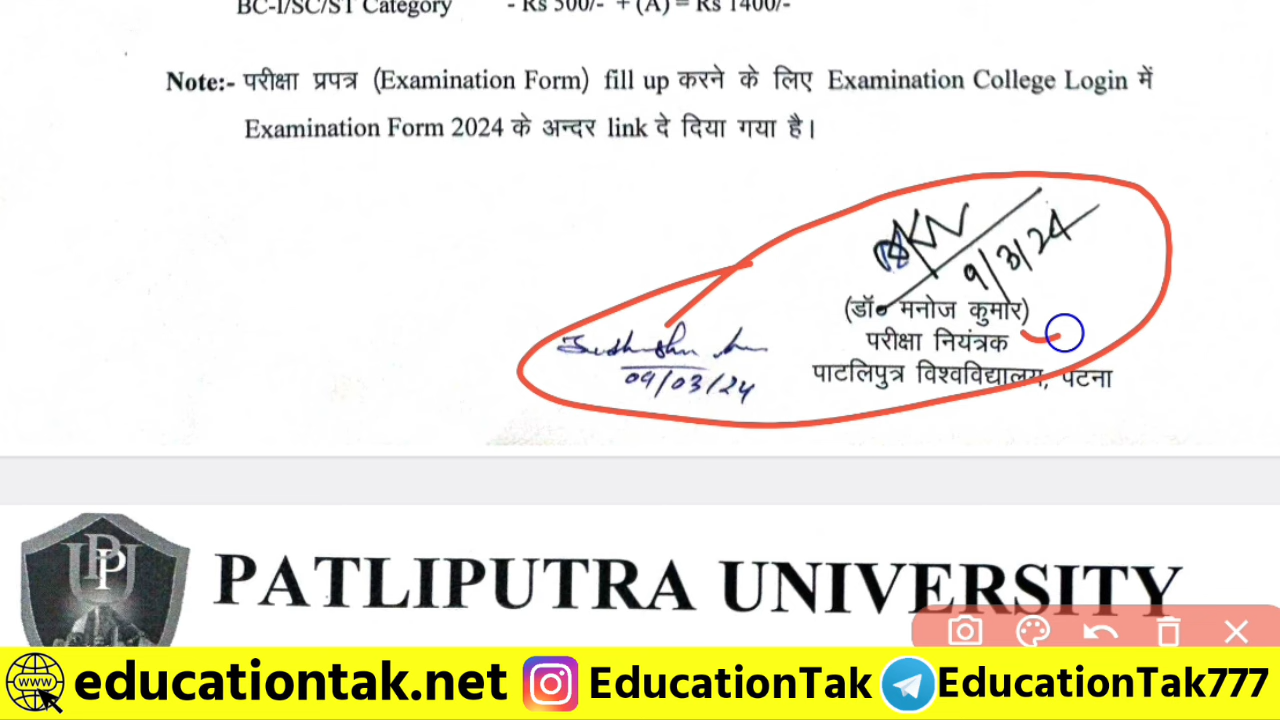 BC-I/SC/ST Category - Rs 500/- + (A) = Rs 1400/-
Note:- परीक्षा प्रपत्र (Examination Form) fill up करने के लिए Examination College Login में
Examination Form 2024 के अन्दर link दे दिया गया है।
9/3/24
(डॉ॰ मनोज कुमार)
परीक्षा नियंत्रक
09/03/24
पाटलिपुत्र विश्वविद्यालय, पटना
PATLIPUTRA UNIVERSITY
www educationtak.net EducationTak EducationTak777